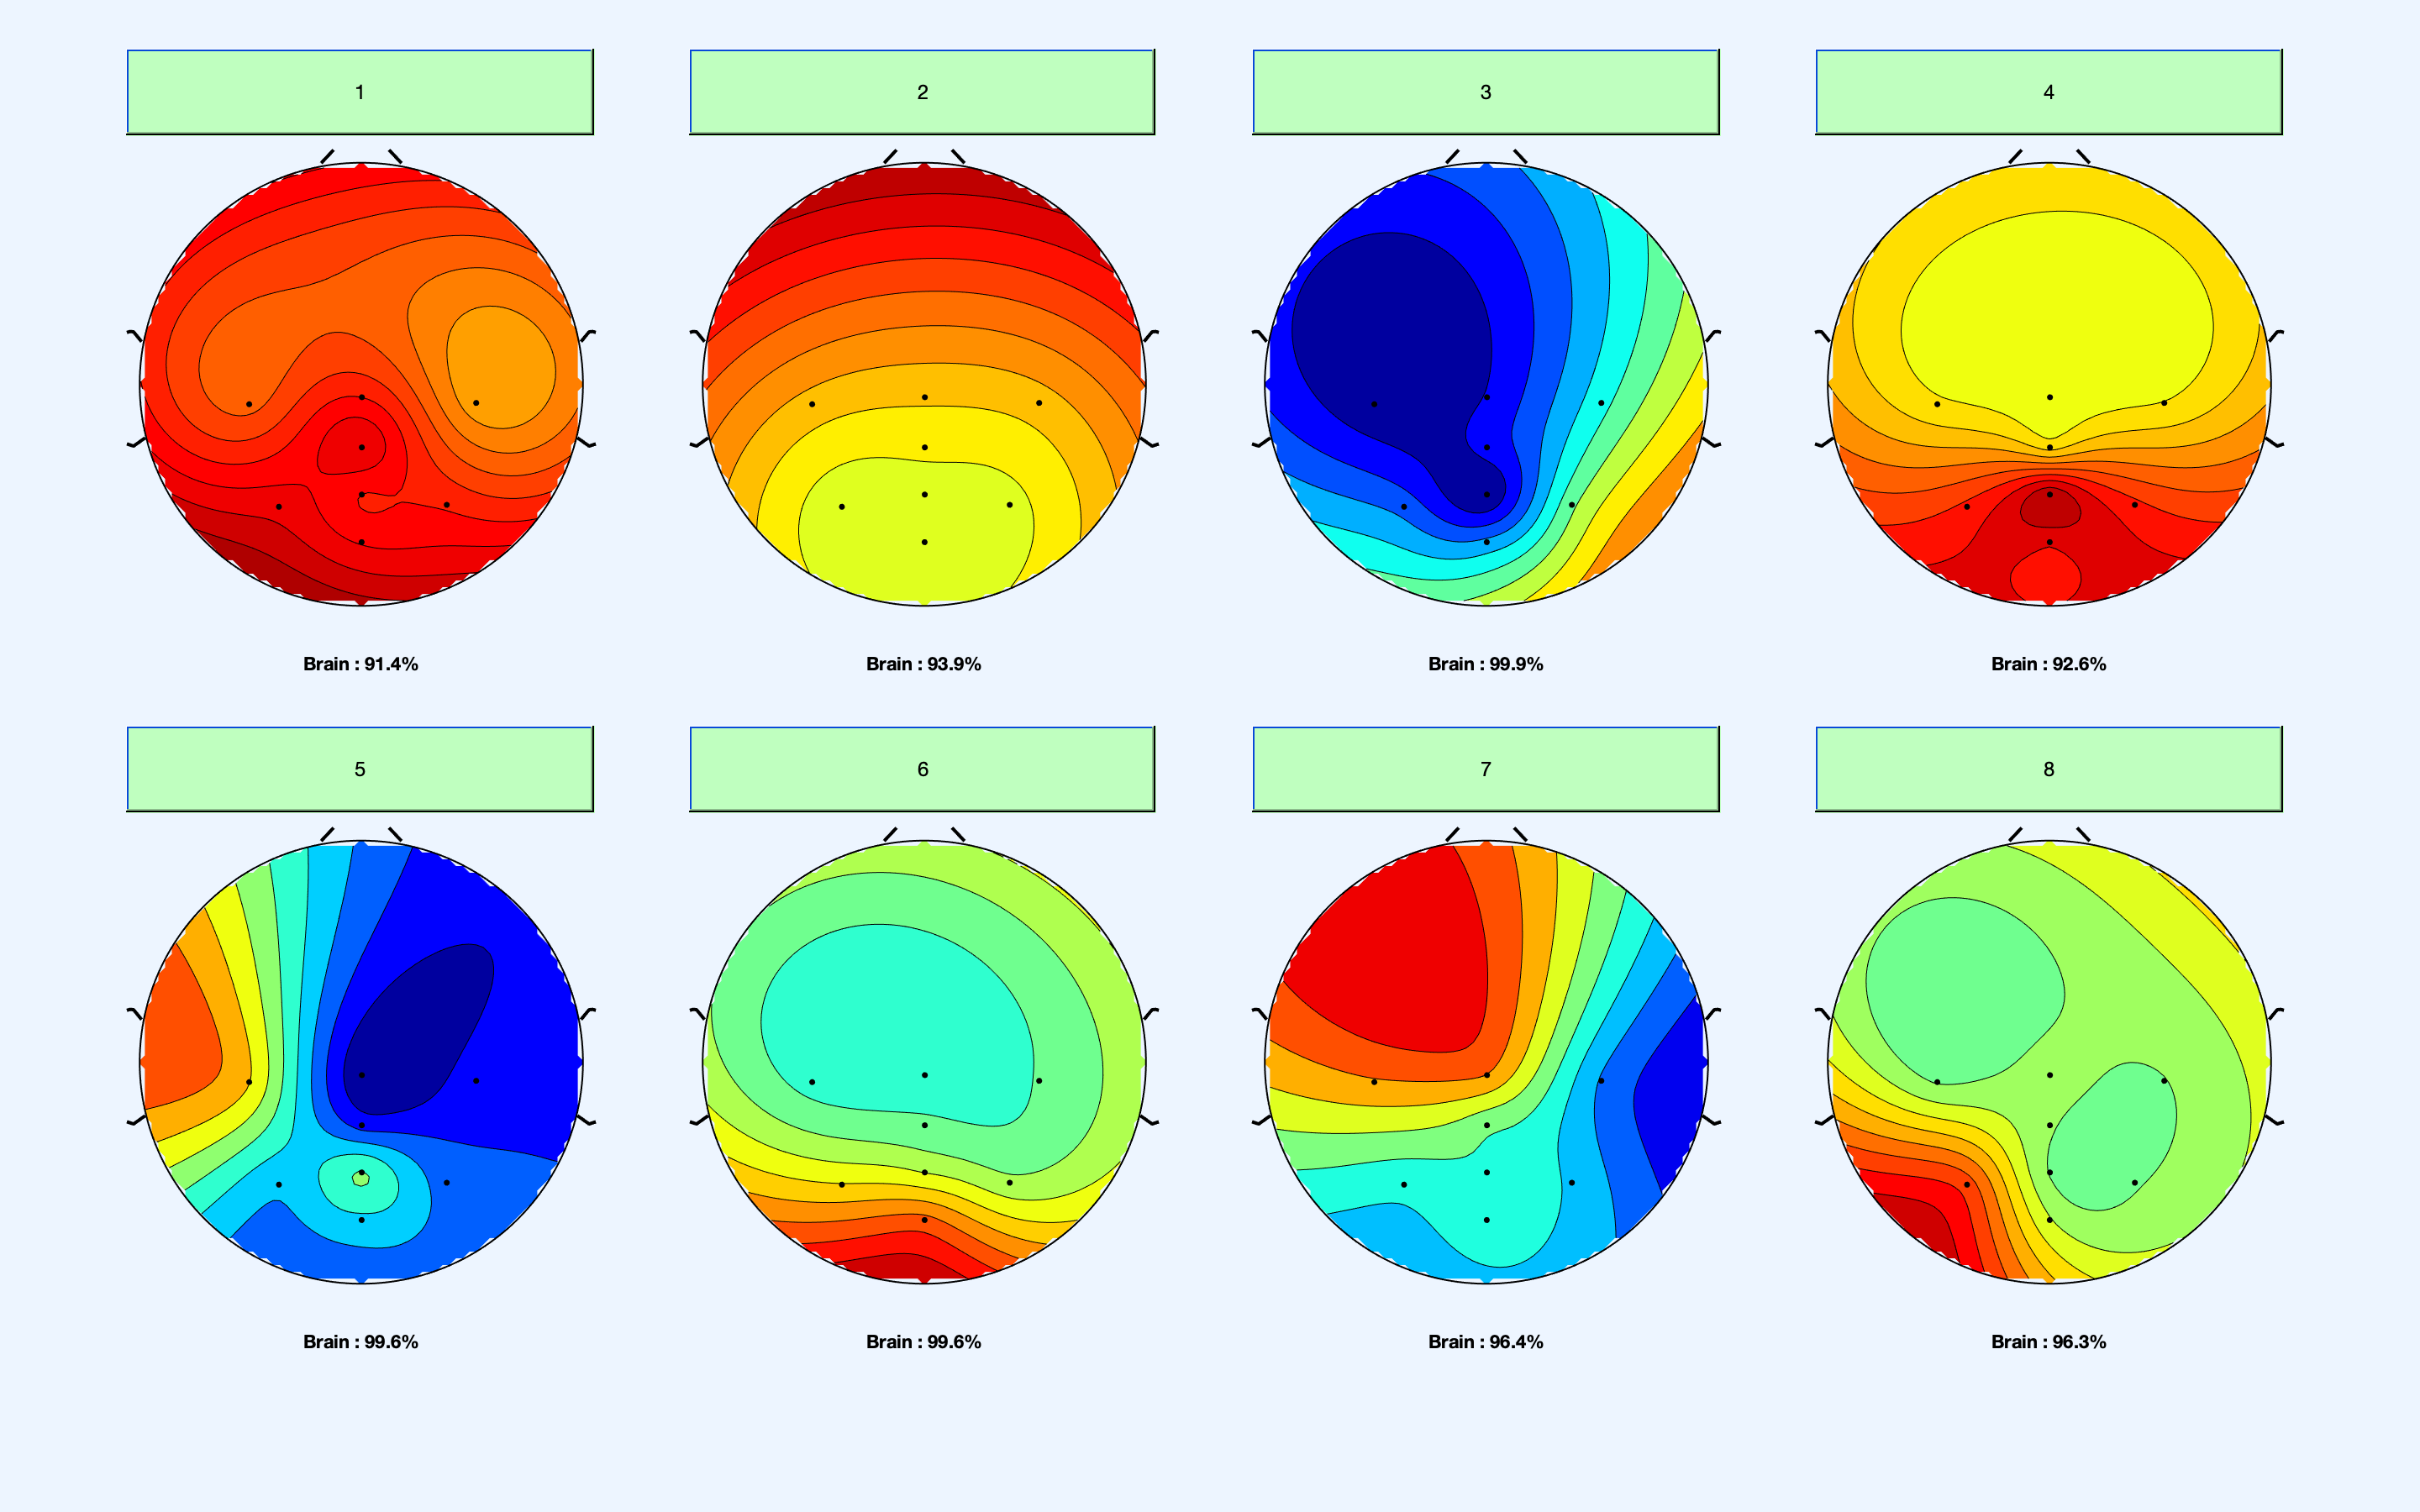 1
2
3
4
Brain : 91.4%
Brain : 93.9%
Brain : 99.9%
Brain : 92.6%
5
6
7
8
Brain : 99.6%
Brain : 99.6%
Brain : 96.4%
Brain : 96.3%